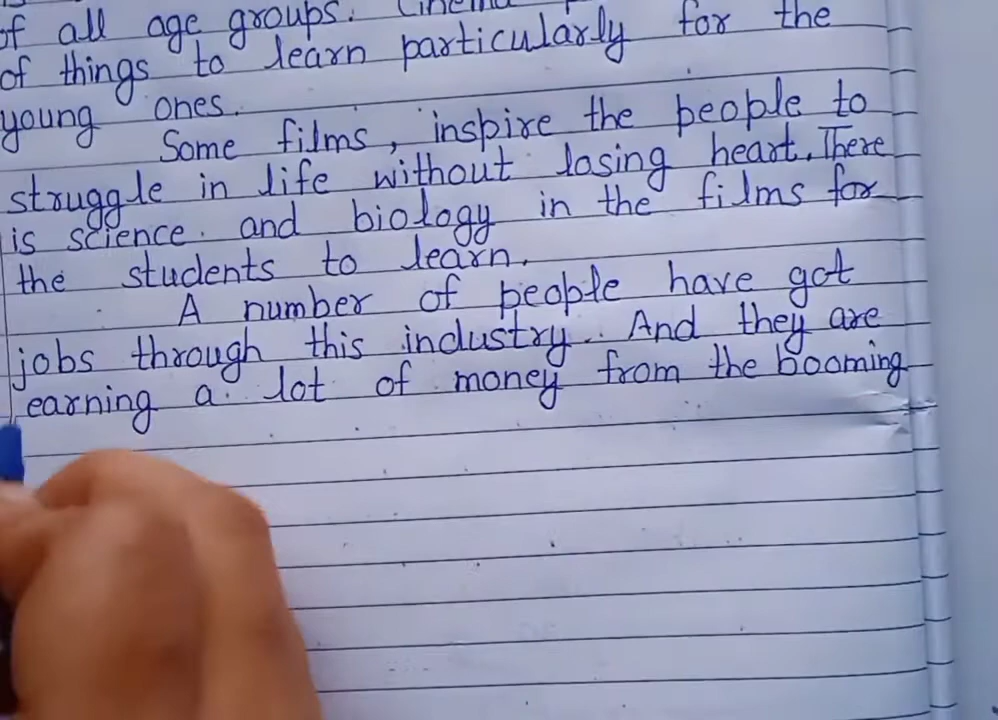 of all age groups. Cinema
of things to learn particularly for the
young ones.
Some films, inspire the people to
struggle in life without losing heart. There
is science. and biology in the films for
the students to learn.
A number of people have got
jobs through this industry. And they are
earning a lot of money from the booming